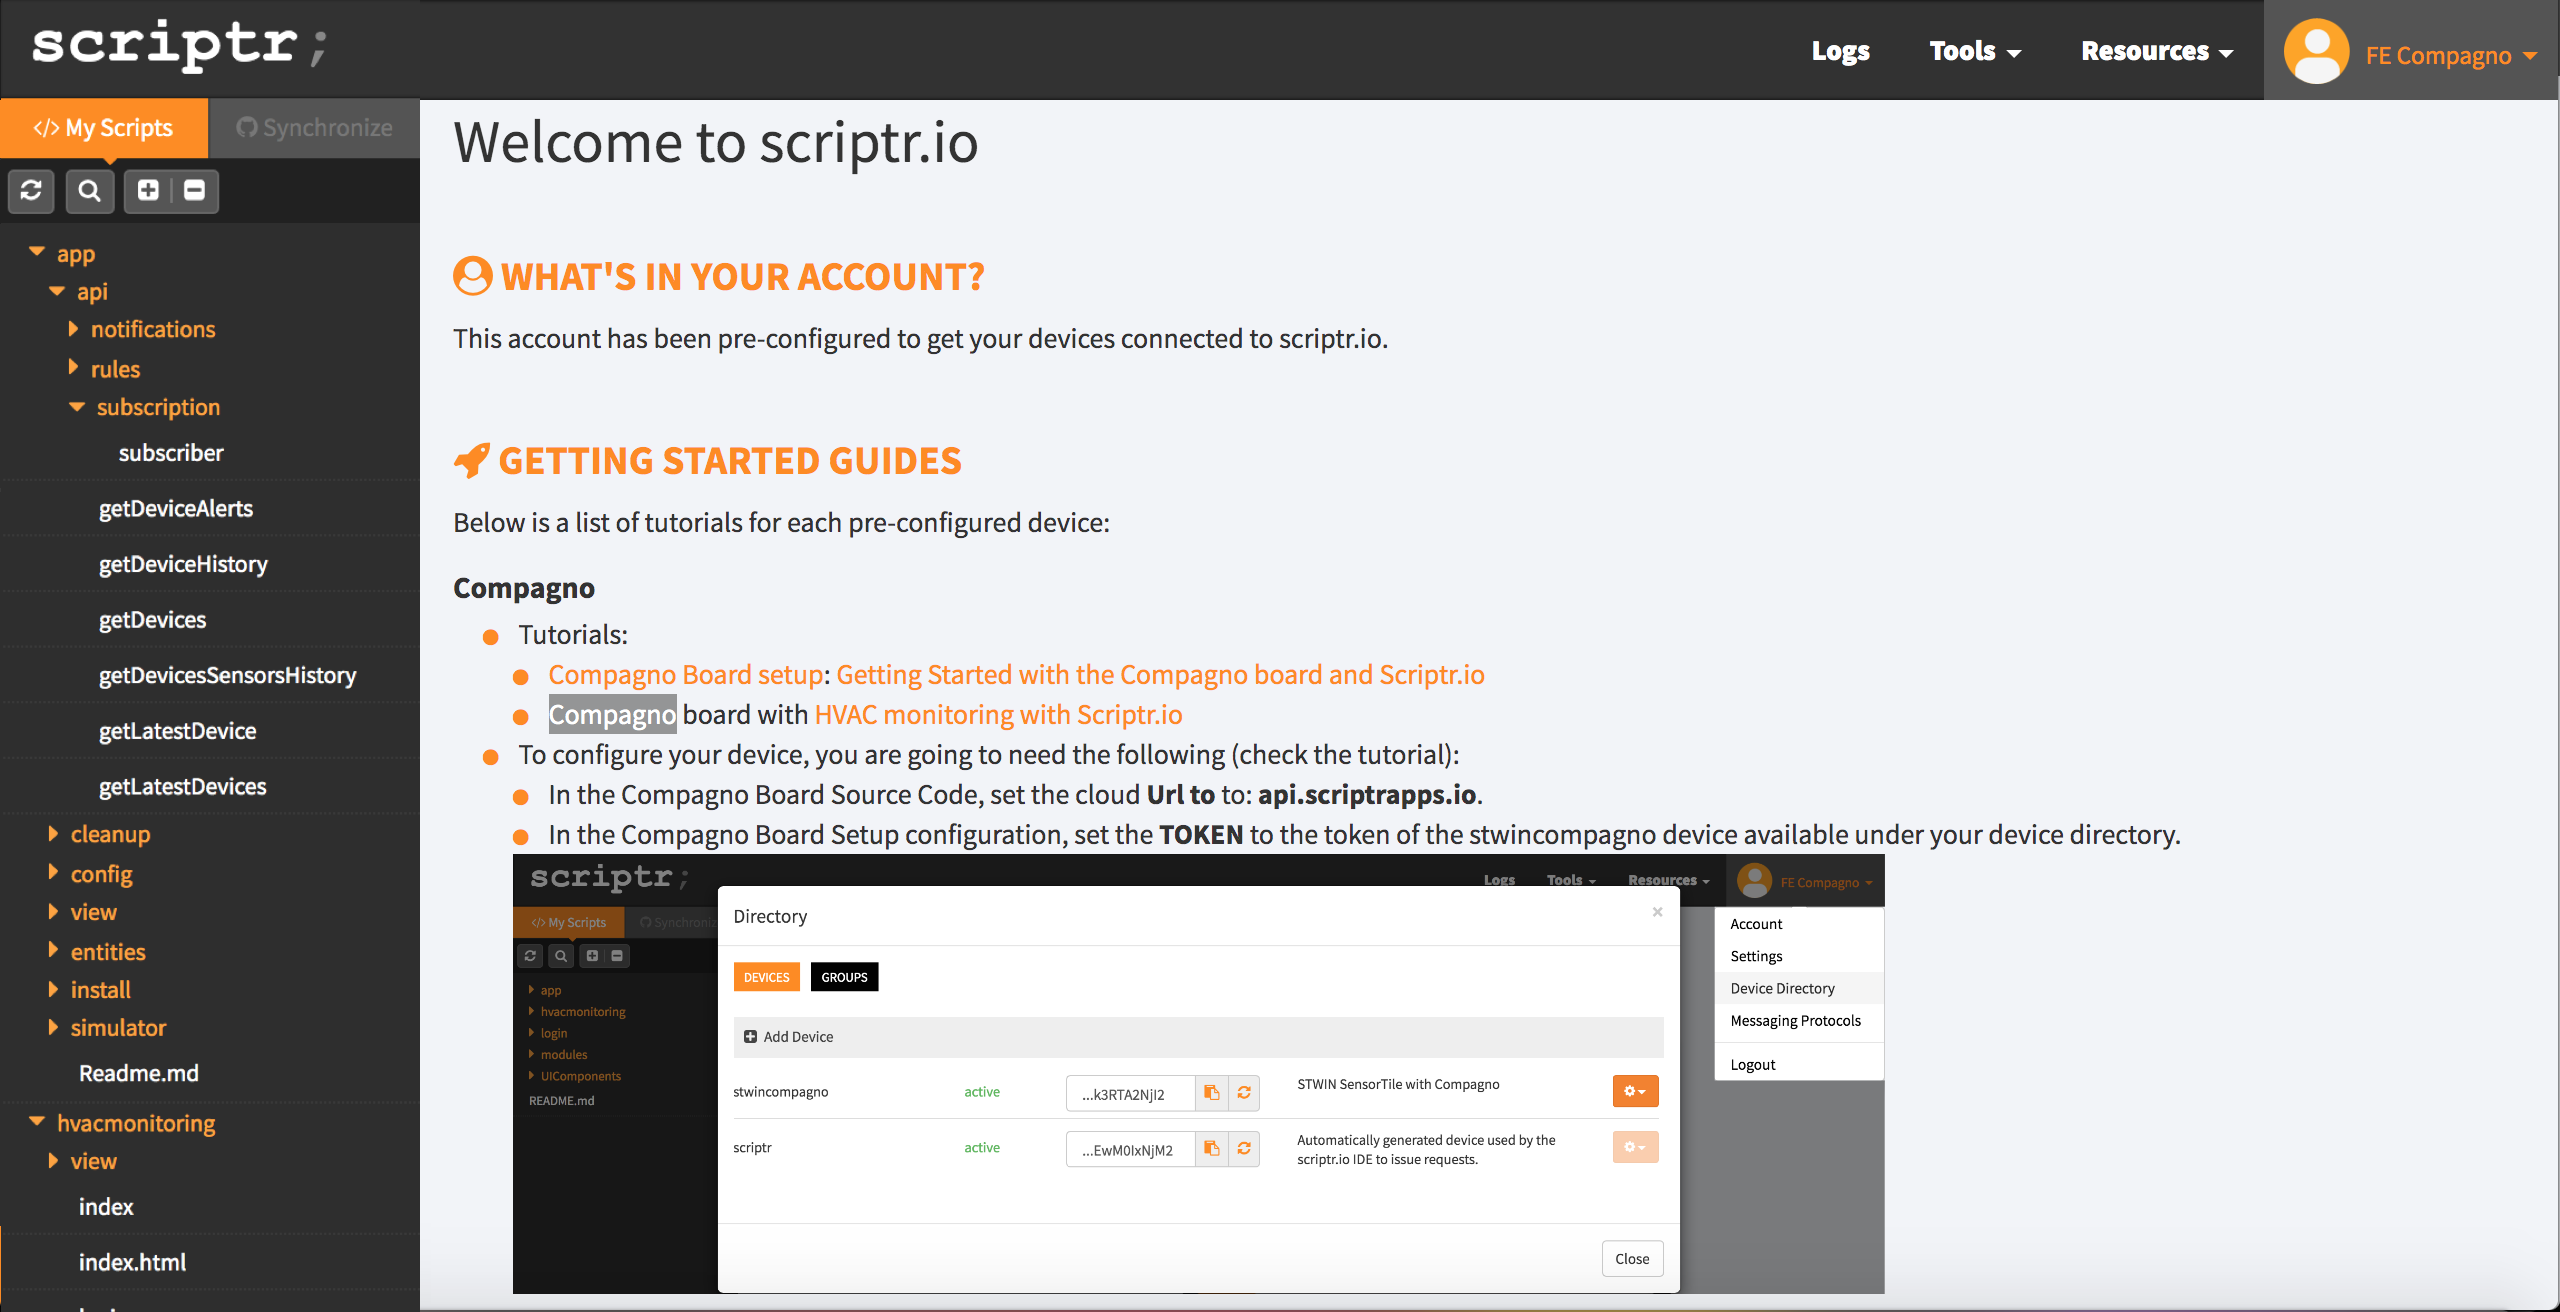 scriptr;
Logs
Tools
Resources
FE Compagno
</> My Scripts
Synchronize
app
api
notifications
rules
subscription
subscriber
getDeviceAlerts
getDeviceHistory
getDevices
getDevicesSensorsHistory
getLatestDevice
getLatestDevices
cleanup
config
view
entities
install
simulator
Readme.md
hvacmonitoring
view
index
index.html
Welcome to scriptr.io
WHAT'S IN YOUR ACCOUNT?
This account has been pre-configured to get your devices connected to scriptr.io.
GETTING STARTED GUIDES
Below is a list of tutorials for each pre-configured device:
Compagno
Tutorials:
Compagno Board setup: Getting Started with the Compagno board and Scriptr.io
Compagno board with HVAC monitoring with Scriptr.io
To configure your device, you are going to need the following (check the tutorial):
In the Compagno Board Source Code, set the cloud Url to to: api.scriptrapps.io.
In the Compagno Board Setup configuration, set the TOKEN to the token of the stwincompagno device available under your device directory.
scriptr;
Logs
Tools
Resources
FE Compagno
</> My Scripts
app
hvacmonitoring
login
modules
UIComponents
README.md
Directory
×
DEVICES
GROUPS
Add Device
stwincompagno
active
...k3RTA2NjI2
STWIN SensorTile with Compagno
scriptr
active
...EwM0IxNjM2
Automatically generated device used by the
scriptr.io IDE to issue requests.
Close
Account
Settings
Device Directory
Messaging Protocols
Logout